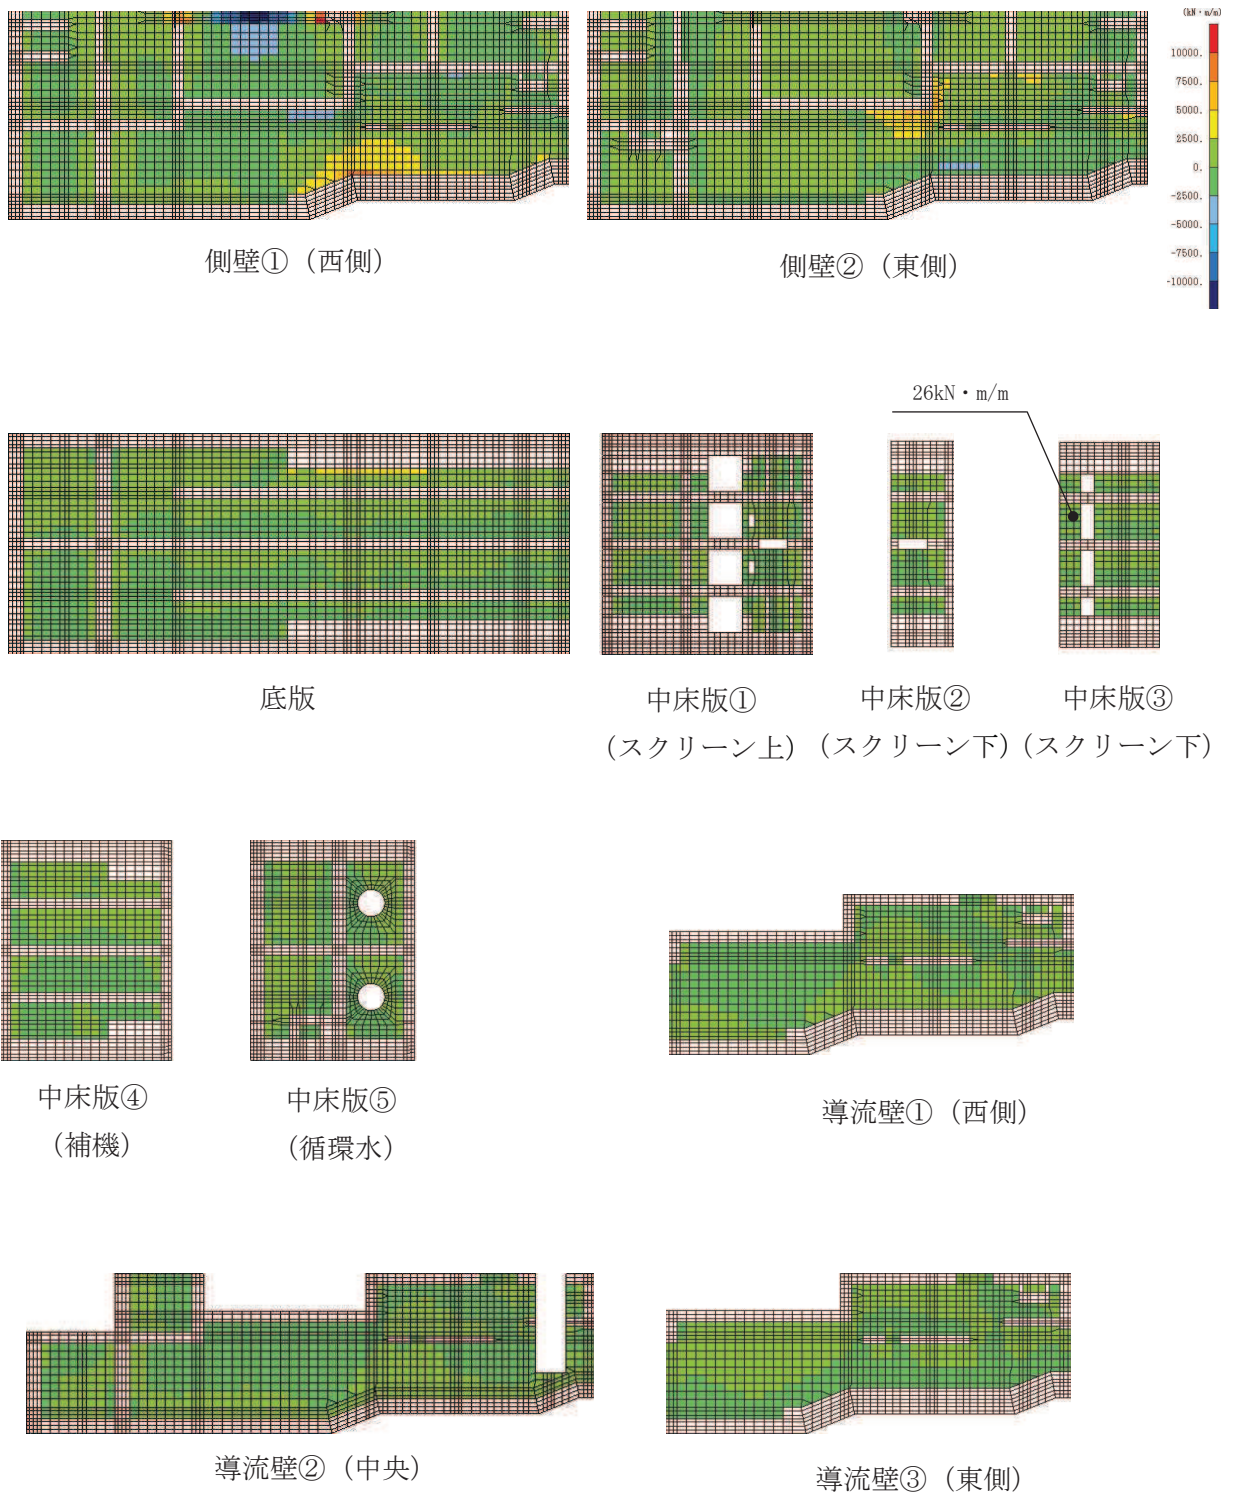 (kN・m/m)
10000.
7500.
5000.
2500.
0.
-2500.
-5000.
-7500.
-10000.
側壁①（西側）
側壁②（東側）
26kN・m/m
底版
中床版①
（スクリーン上）
中床版②
（スクリーン下）
中床版③
（スクリーン下）
中床版④
（補機）
中床版⑤
（循環水）
導流壁①（西側）
導流壁②（中央）
導流壁③（東側）